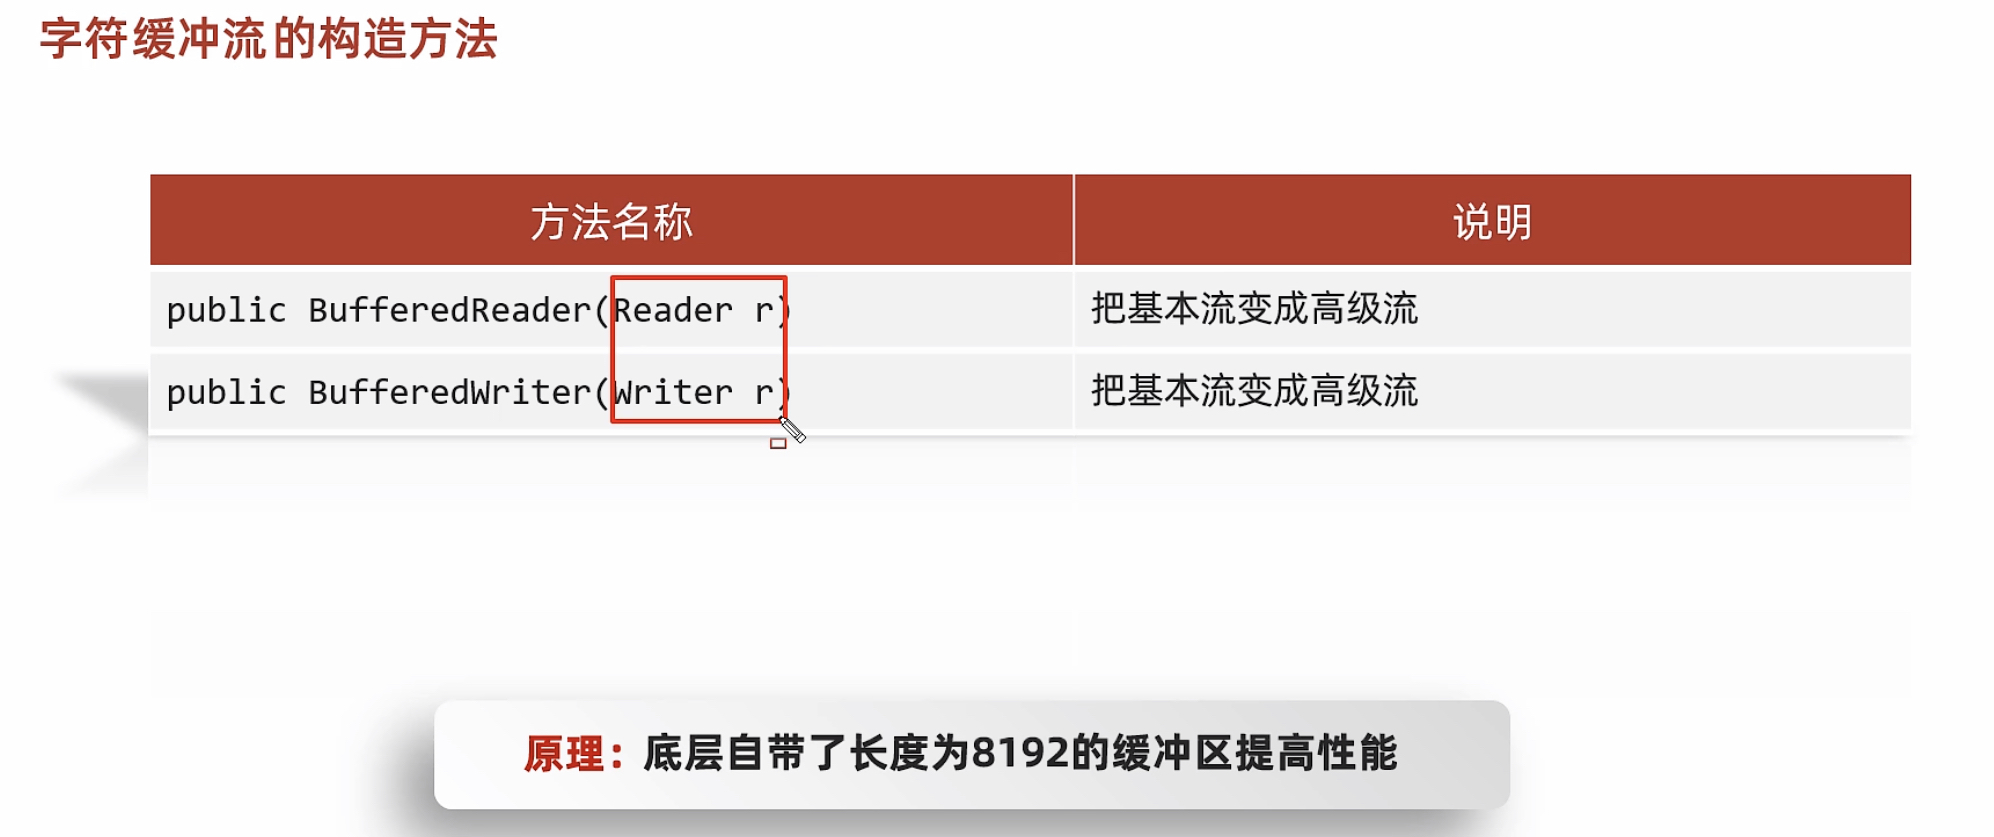 字符缓冲流的构造方法
方法名称 说明
public BufferedReader(Reader r) 把基本流变成高级流
public BufferedWriter(Writer r) 把基本流变成高级流
原理：底层自带了长度为8192的缓冲区提高性能